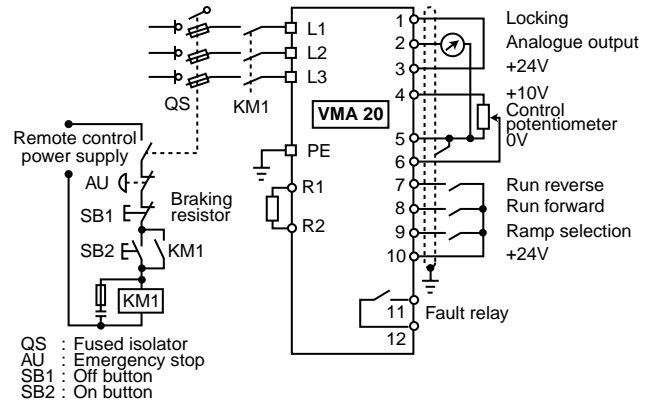 L1
L2
L3
QS
KM1
VMA 20
PE
R1
R2
1
2
3
4
5
6
7
8
9
10
11
12
Locking
Analogue output
+24V
+10V
Control
potentiometer
0V
Run reverse
Run forward
Ramp selection
+24V
Fault relay
Remote control
power supply
AU
SB1
Braking
resistor
SB2
KM1
KM1
QS : Fused isolator
AU : Emergency stop
SB1 : Off button
SB2 : On button